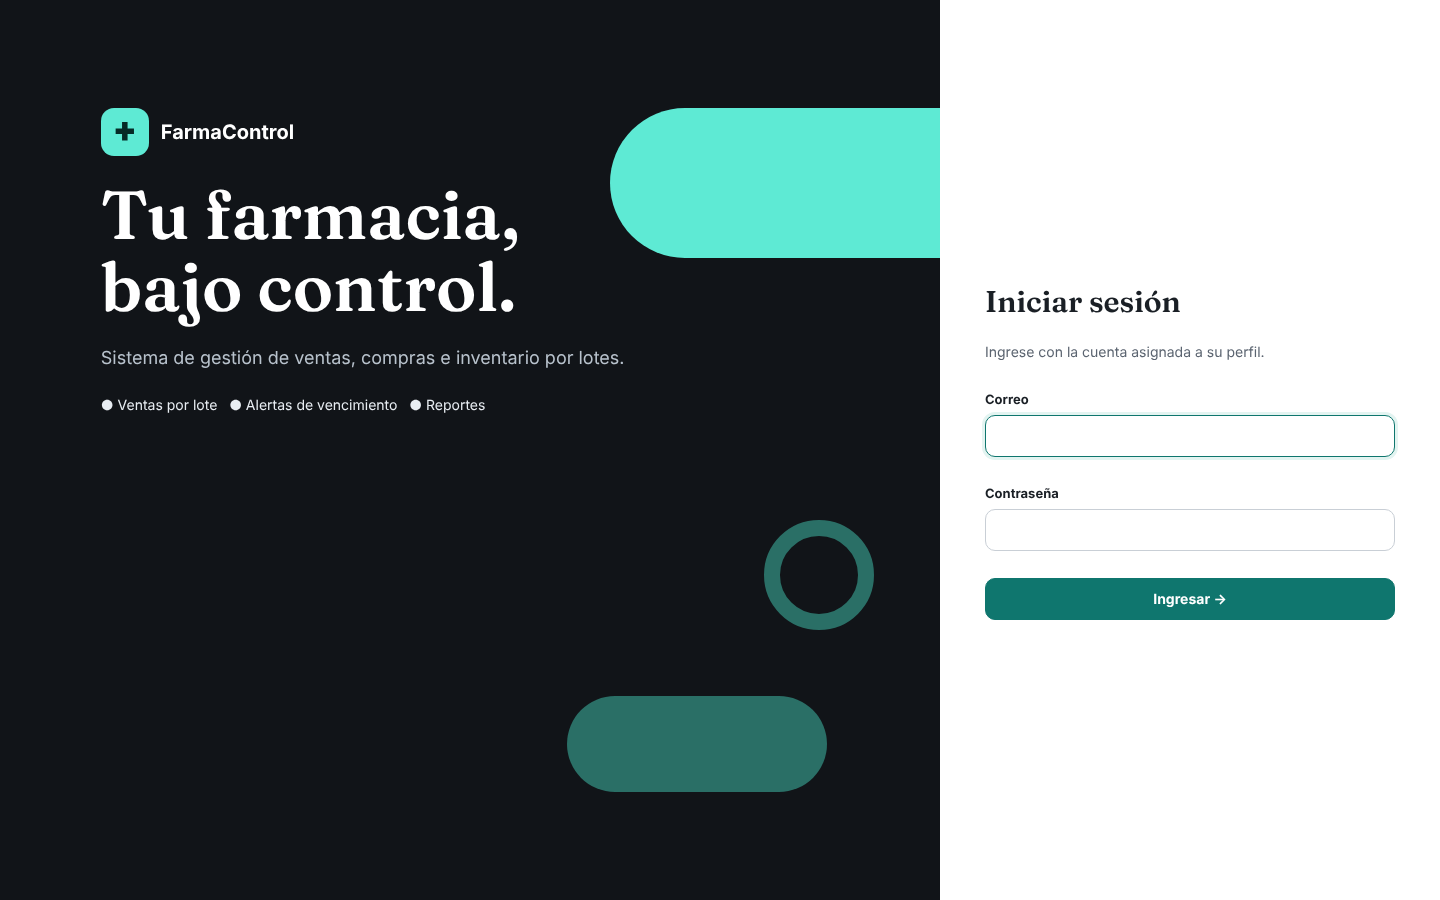 FarmaControl
Tu farmacia,
bajo control.
Sistema de gestión de ventas, compras e inventario por lotes.
● Ventas por lote ● Alertas de vencimiento ● Reportes
Iniciar sesión
Ingrese con la cuenta asignada a su perfil.
Correo
Contraseña
Ingresar →